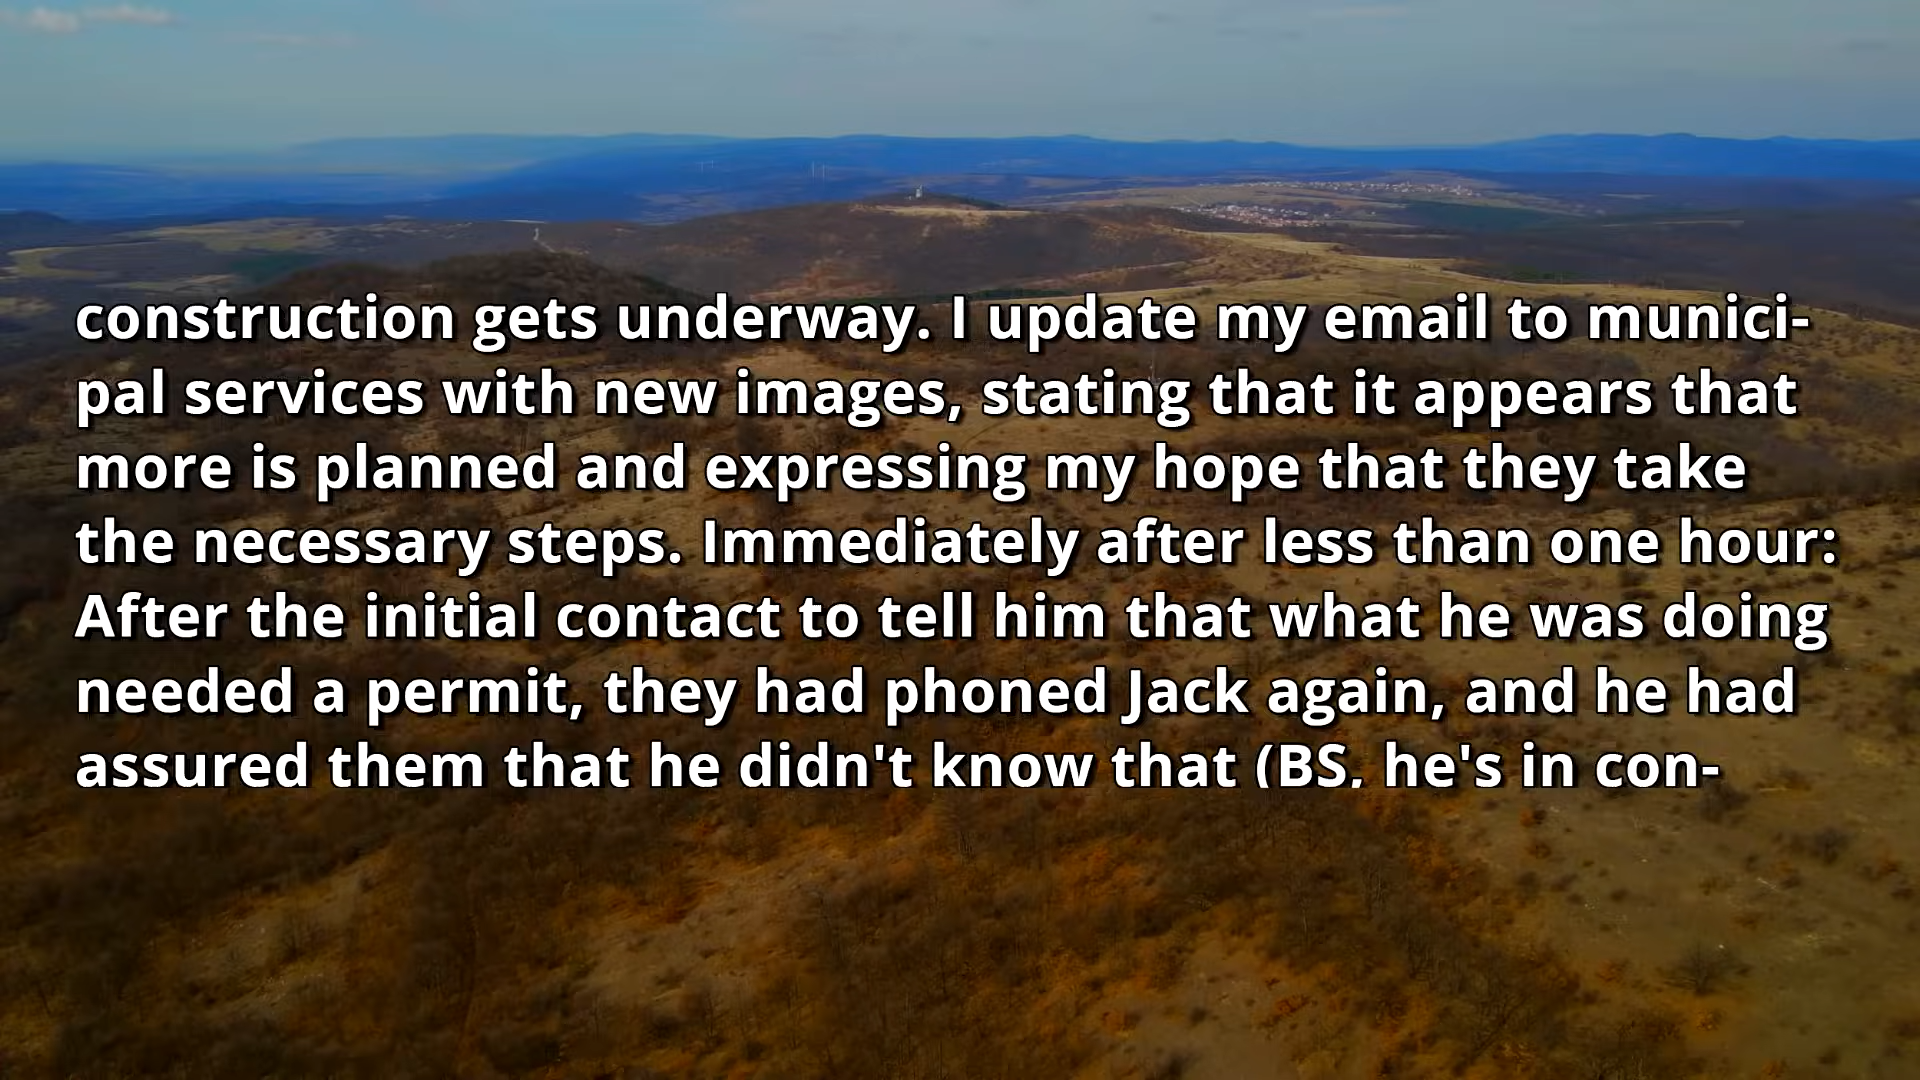 construction gets underway. I update my email to munici-
pal services with new images, stating that it appears that
more is planned and expressing my hope that they take
the necessary steps. Immediately after less than one hour:
After the initial contact to tell him that what he was doing
needed a permit, they had phoned Jack again, and he had
assured them that he didn't know that (BS, he's in con-